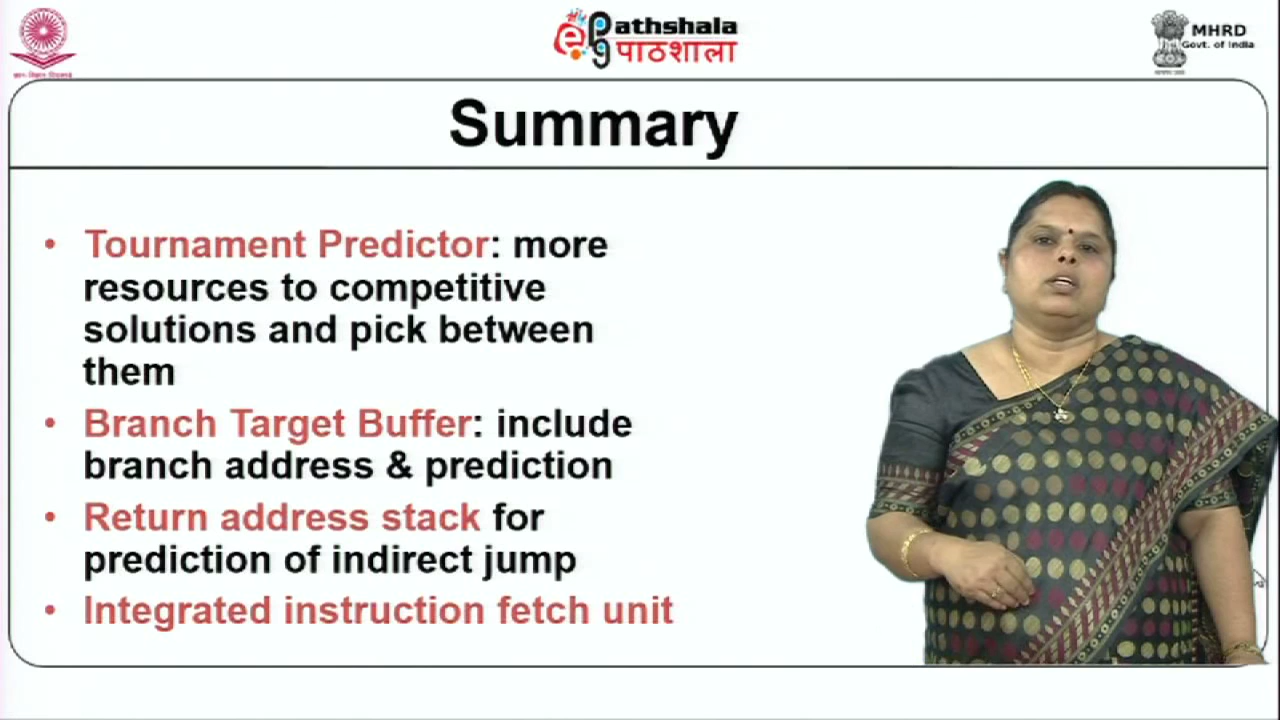 ePathshala
पाठशाला
MHRD
Govt. of India
Summary
• Tournament Predictor: more
resources to competitive
solutions and pick between
them
• Branch Target Buffer: include
branch address & prediction
• Return address stack for
prediction of indirect jump
• Integrated instruction fetch unit